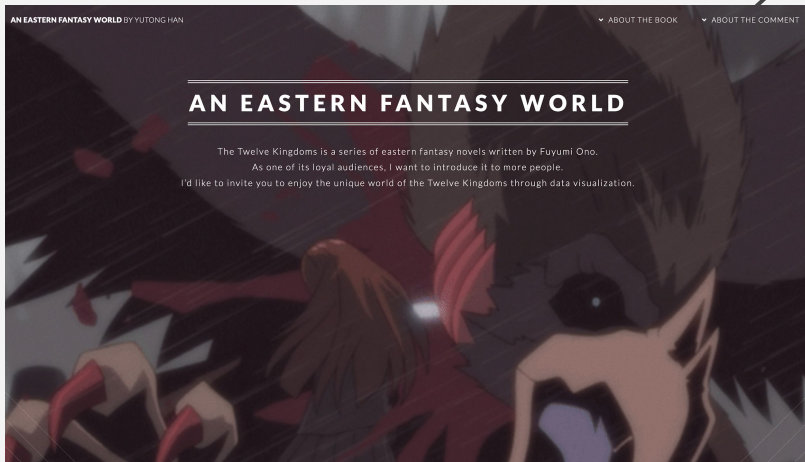 AN EASTERN FANTASY WORLD BY YUTONG HAN
ABOUT THE BOOK
ABOUT THE COMMENT
AN EASTERN FANTASY WORLD
The Twelve Kingdoms is a series of eastern fantasy novels written by Fuyumi Ono.
As one of its loyal audiences, I want to introduce it to more people.
I'd like to invite you to enjoy the unique world of the Twelve Kingdoms through data visualization.